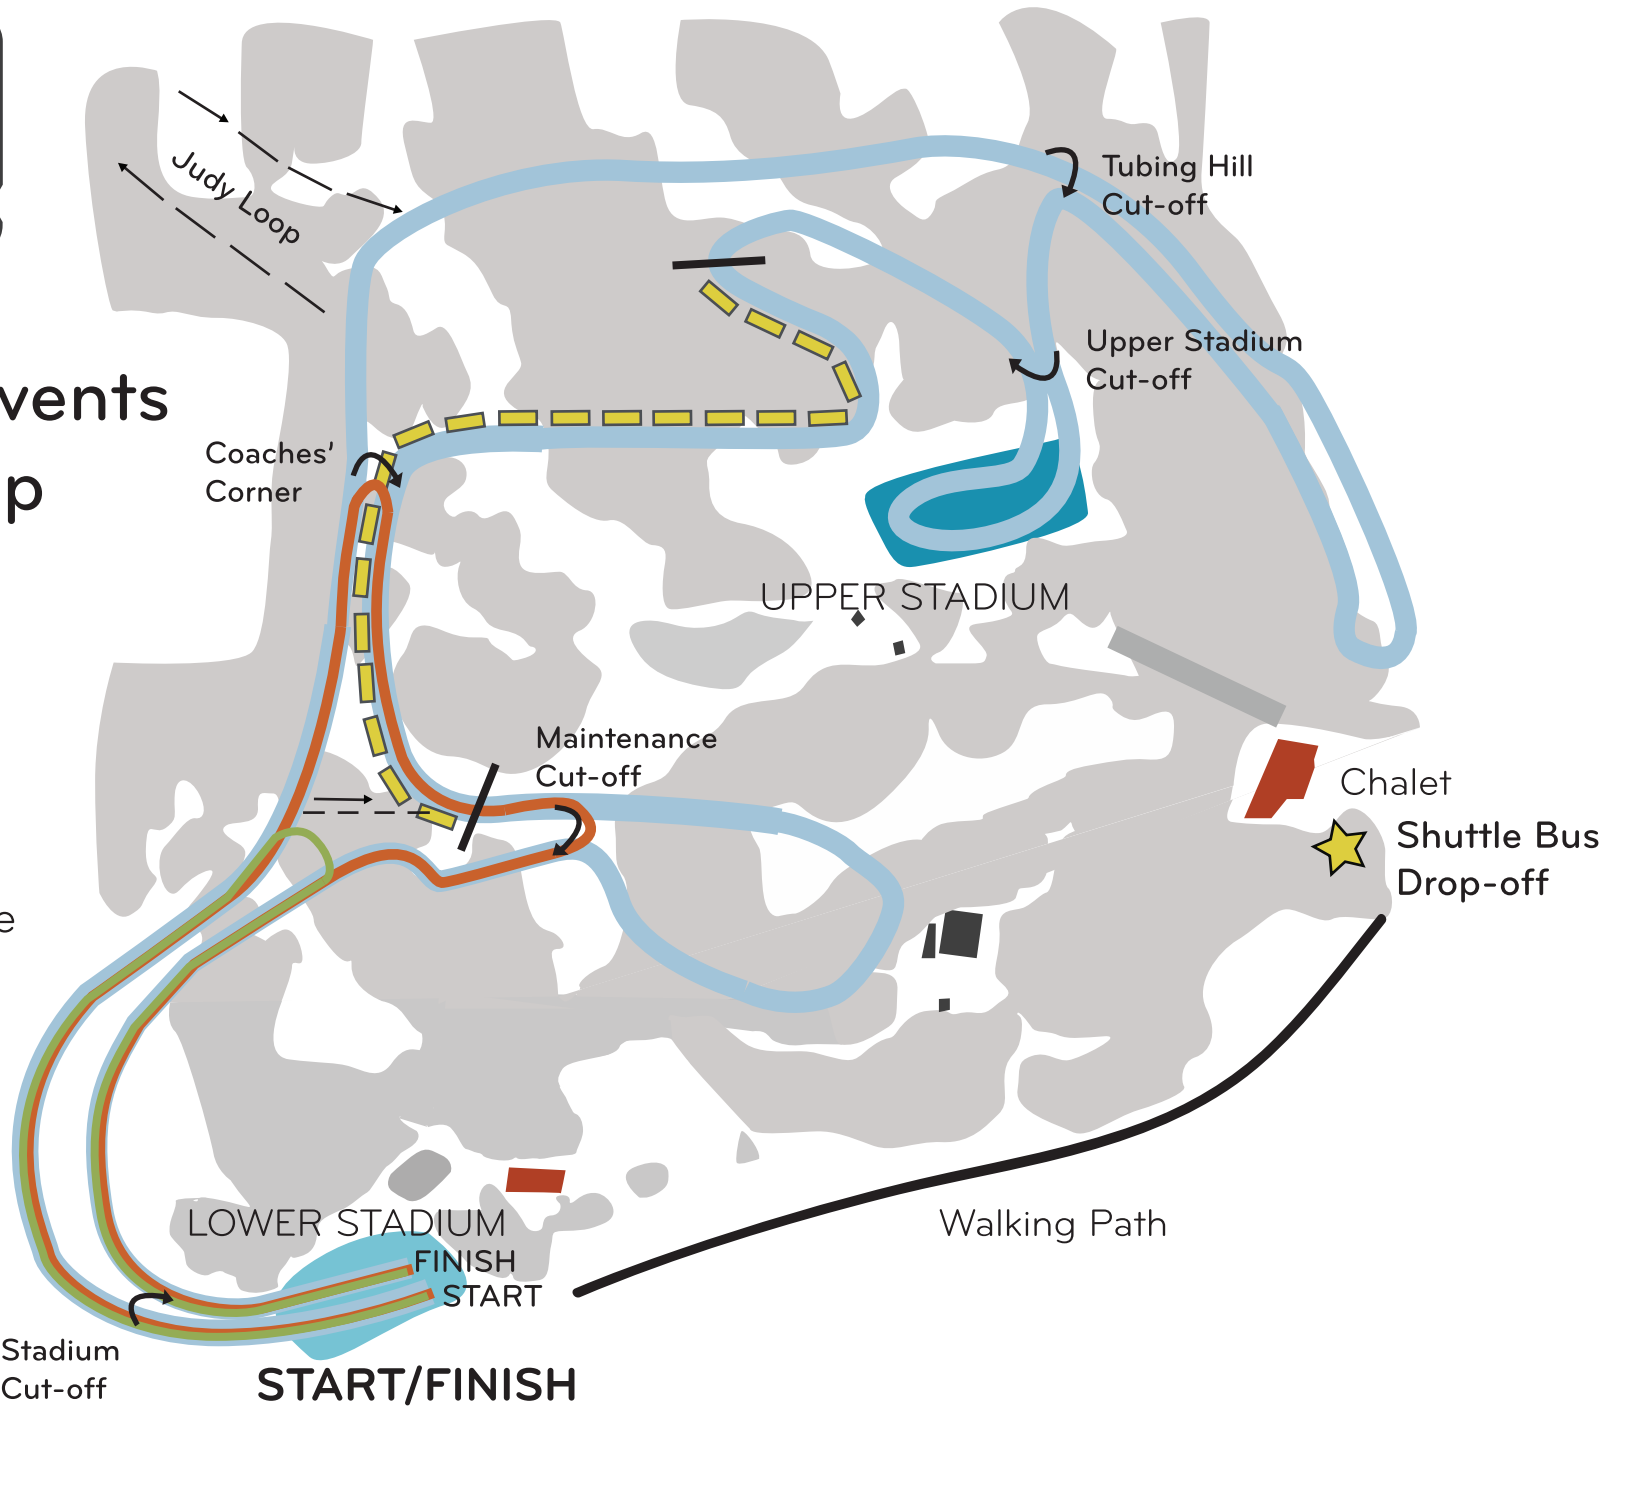 Judy Loop
Tubing Hill
Cut-off
Upper Stadium
Cut-off
vents
p
Coaches'
Corner
UPPER STADIUM
Maintenance
Cut-off
Chalet
Shuttle Bus
Drop-off
e
LOWER STADIUM
FINISH
START
Walking Path
Stadium
Cut-off
START/FINISH